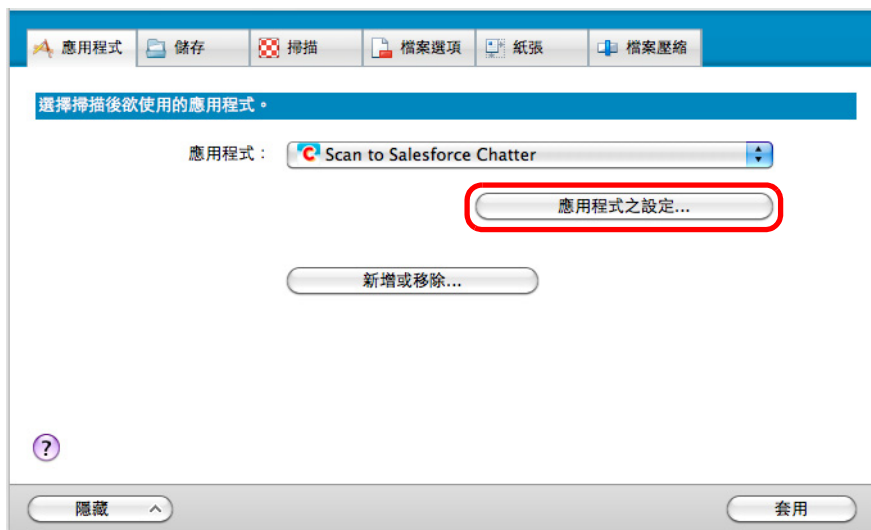 應用程式 儲存 掃描 檔案選項 紙張 檔案壓縮
選擇掃描後欲使用的應用程式。
應用程式： Scan to Salesforce Chatter
應用程式之設定...
新增或移除...
?
隱藏 套用